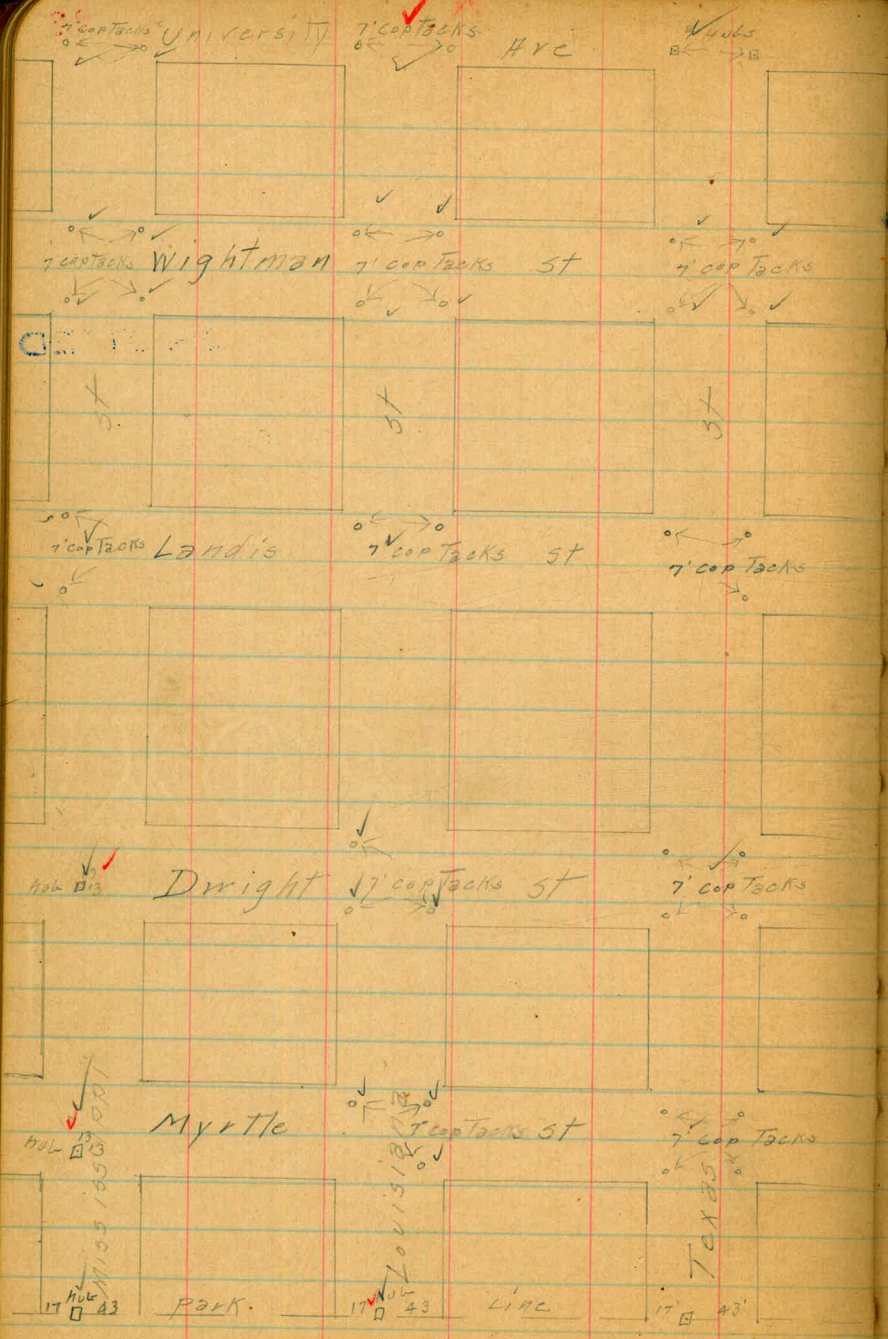 7' cop Tacks University 7' cop Tacks Ave Hubs
7' cop Tacks Wightman 7' cop Tacks St 7' cop Tacks
St St St
7' cop Tacks Landis 7' cop Tacks St 7' cop Tacks
hub 13 Dwight 7' cop Tacks St 7' cop Tacks
hub 13 13 Myrtle 7' cop Tacks St 7' cop Tacks
Mississippi Louisiana Texas
17 hub 43 Park. 17 hub 43 Line 17' 43'